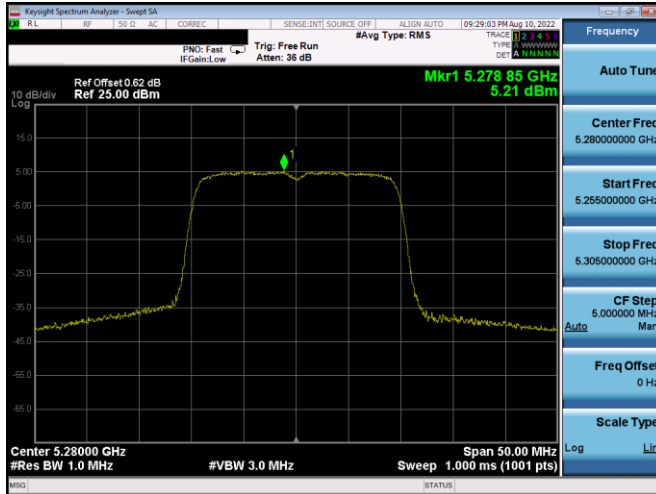 Keysight Spectrum Analyzer - Swept SA
RL RF 50 Ω AC CORREC SENSE:INT SOURCE OFF ALIGN AUTO 09:29:03 PM Aug 10, 2022
#Avg Type: RMS
TRACE 1 2 3 4 5 6
PNO: Fast Trig: Free Run TYPE A WWWWW
IFGain:Low Atten: 36 dB DET A N N N N N
Mkr1 5.278 85 GHz
5.21 dBm
Ref Offset 0.62 dB
10 dB/div Ref 25.00 dBm
Log
15.0
1
5.00
-5.00
-15.0
-25.0
-35.0
-45.0
-55.0
-65.0
Center 5.28000 GHz Span 50.00 MHz
#Res BW 1.0 MHz #VBW 3.0 MHz Sweep 1.000 ms (1001 pts)
MSG STATUS
Frequency
Auto Tune
Center Freq
5.280000000 GHz
Start Freq
5.255000000 GHz
Stop Freq
5.305000000 GHz
CF Step
5.000000 MHz
Auto Man
Freq Offset
0 Hz
Scale Type
Log Lin